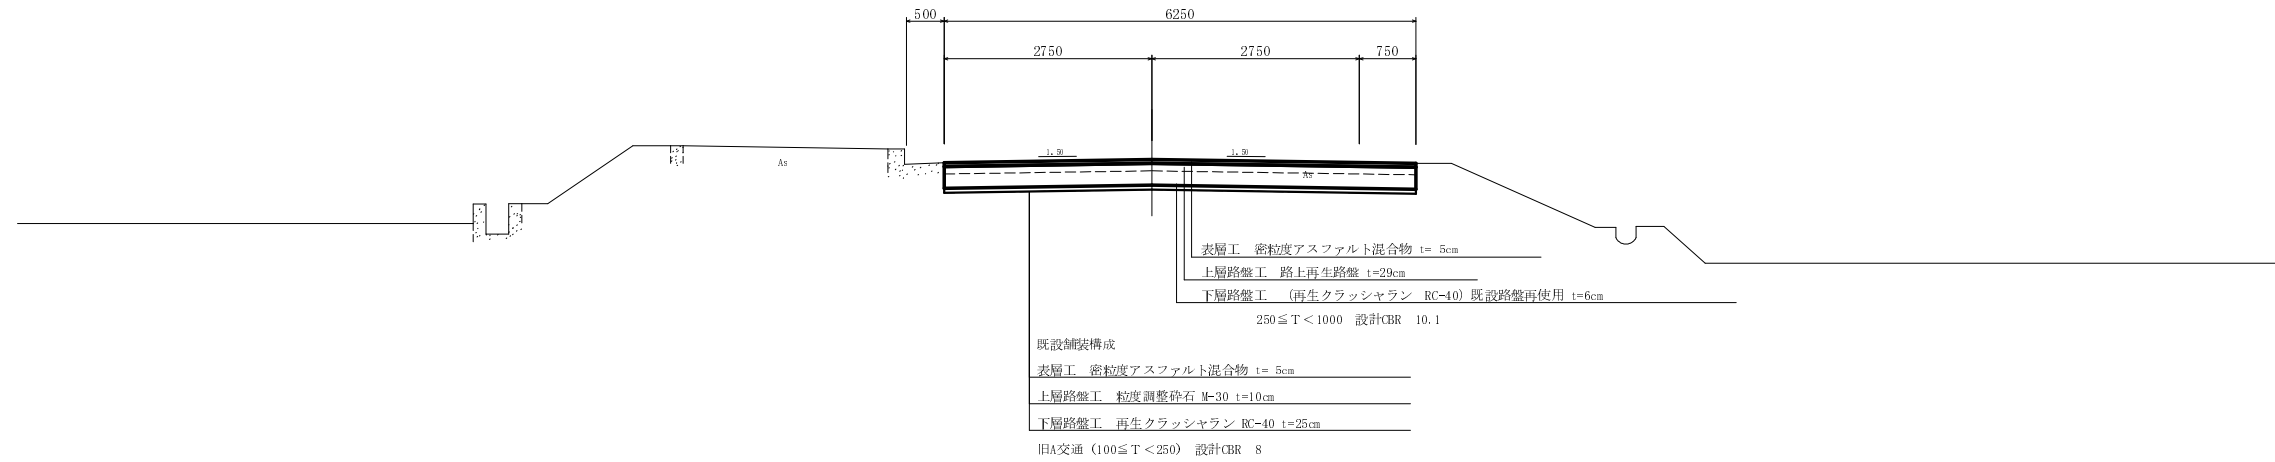 500
6250
2750
2750
750
1.50
1.50
As
As
表層工　密粒度アスファルト混合物 t= 5cm
上層路盤工　路上再生路盤 t=29cm
下層路盤工　（再生クラッシャラン　RC-40）既設路盤再使用 t=6cm
250≦T＜1000　設計CBR　10.1
既設舗装構成
表層工　密粒度アスファルト混合物 t= 5cm
上層路盤工　粒度調整砕石 M-30 t=10cm
下層路盤工　再生クラッシャラン RC-40 t=25cm
旧A交通（100≦T＜250）　設計CBR　8